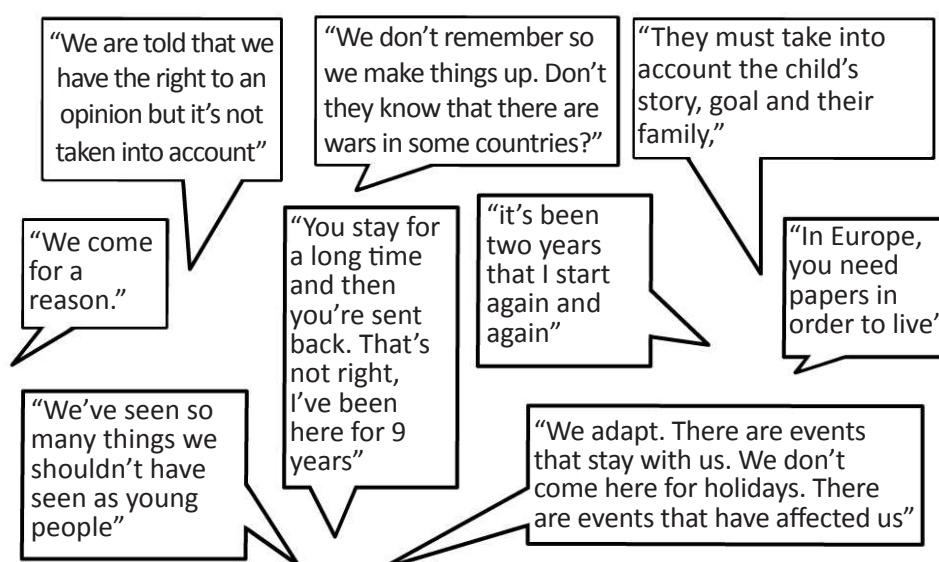 “We are told that we
have the right to an
opinion but it’s not
taken into account”
“We don’t remember so
we make things up. Don’t
they know that there are
wars in some countries?”
“They must take into
account the child’s
story, goal and their
family,”
“We come
for a
reason.”
“You stay for
a long time
and then
you’re sent
back. That’s
not right,
I’ve been
here for 9
years”
“it’s been
two years
that I start
again and
again”
“In Europe,
you need
papers in
order to live”
“We’ve seen so
many things we
shouldn’t have
seen as young
people”
“We adapt. There are events
that stay with us. We don’t
come here for holidays. There
are events that have affected us”